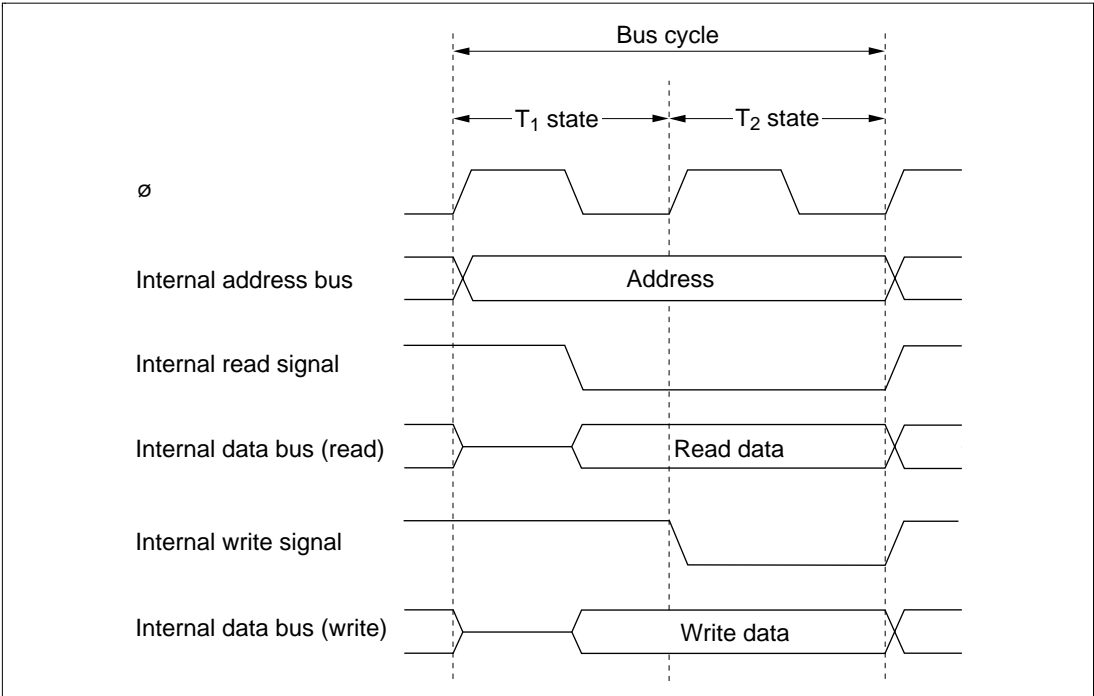 Bus cycle
T₁ state
T₂ state
ø
Internal address bus
Address
Internal read signal
Internal data bus (read)
Read data
Internal write signal
Internal data bus (write)
Write data